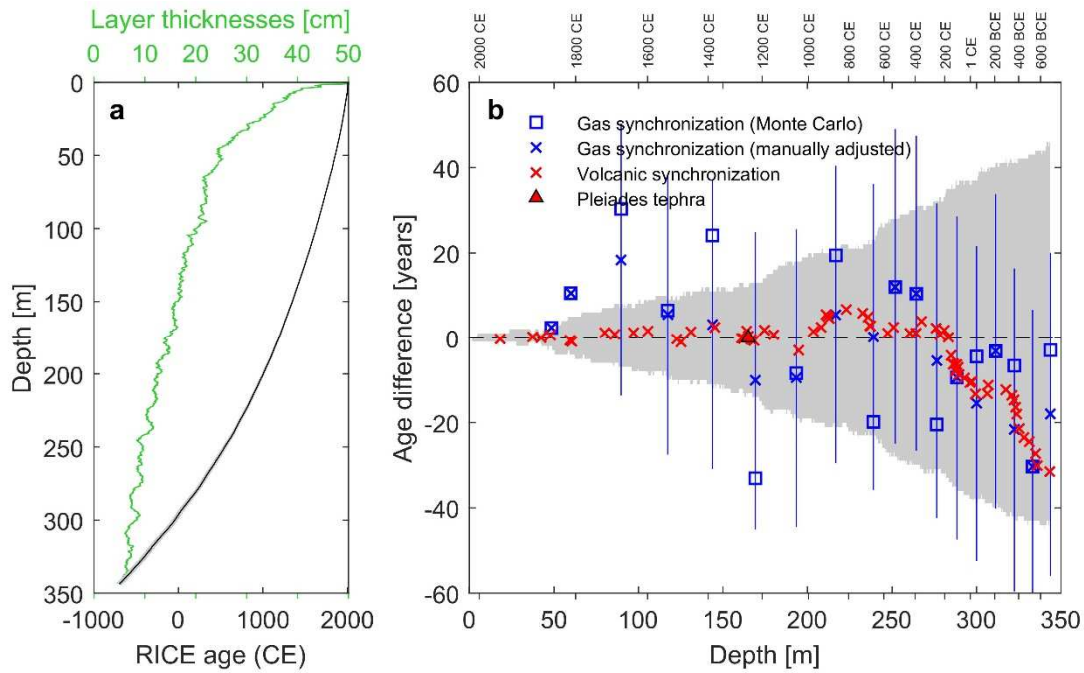 Layer thicknesses [cm]
0 10 20 30 40 50
a
0
50
100
150
200
250
300
350
Depth [m]
-1000 0 1000 2000
RICE age (CE)
2000 CE 1800 CE 1600 CE 1400 CE 1200 CE 1000 CE 800 CE 600 CE 400 CE 200 CE 1 CE 200 BCE 400 BCE 600 BCE
b
Gas synchronization (Monte Carlo)
Gas synchronization (manually adjusted)
Volcanic synchronization
Pleiades tephra
60
40
20
0
-20
-40
-60
Age difference [years]
0 50 100 150 200 250 300 350
Depth [m]